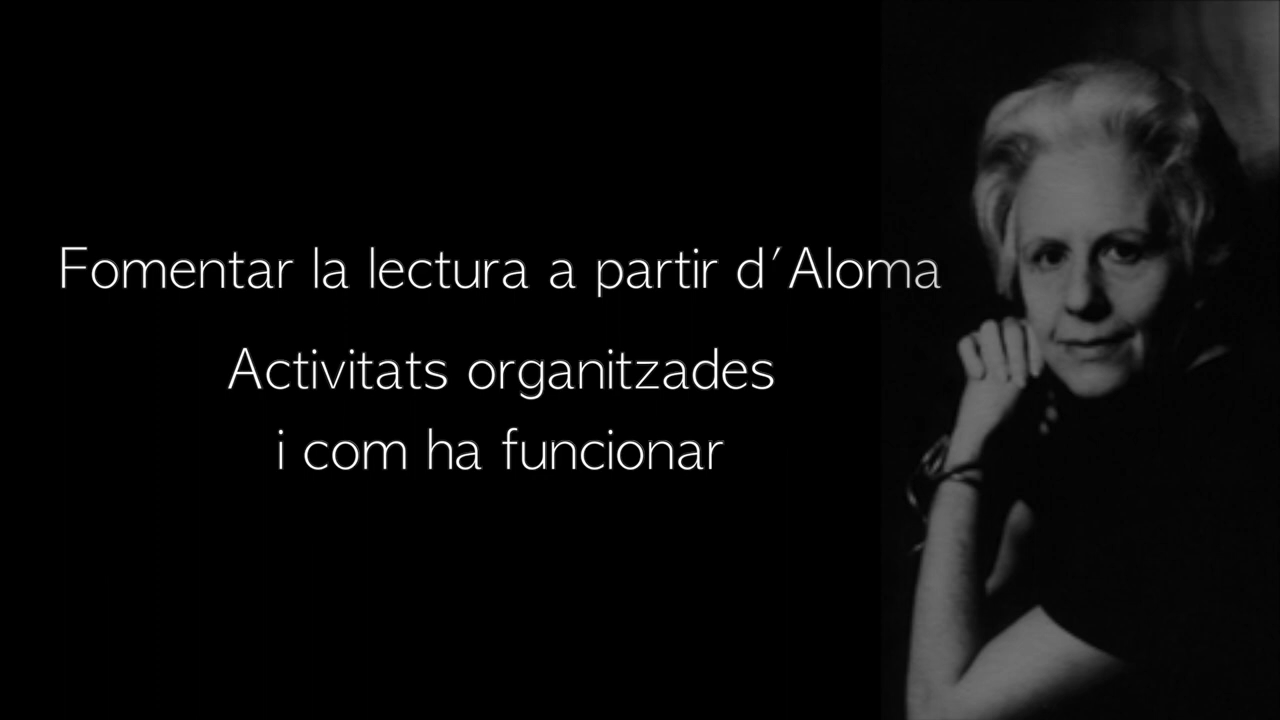 Fomentar la lectura a partir d´Aloma
Activitats organitzades
i com ha funcionar